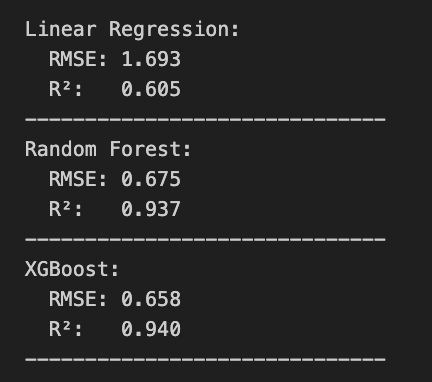 Linear Regression:
  RMSE: 1.693
  R²:   0.605
------------------------------
Random Forest:
  RMSE: 0.675
  R²:   0.937
------------------------------
XGBoost:
  RMSE: 0.658
  R²:   0.940
------------------------------